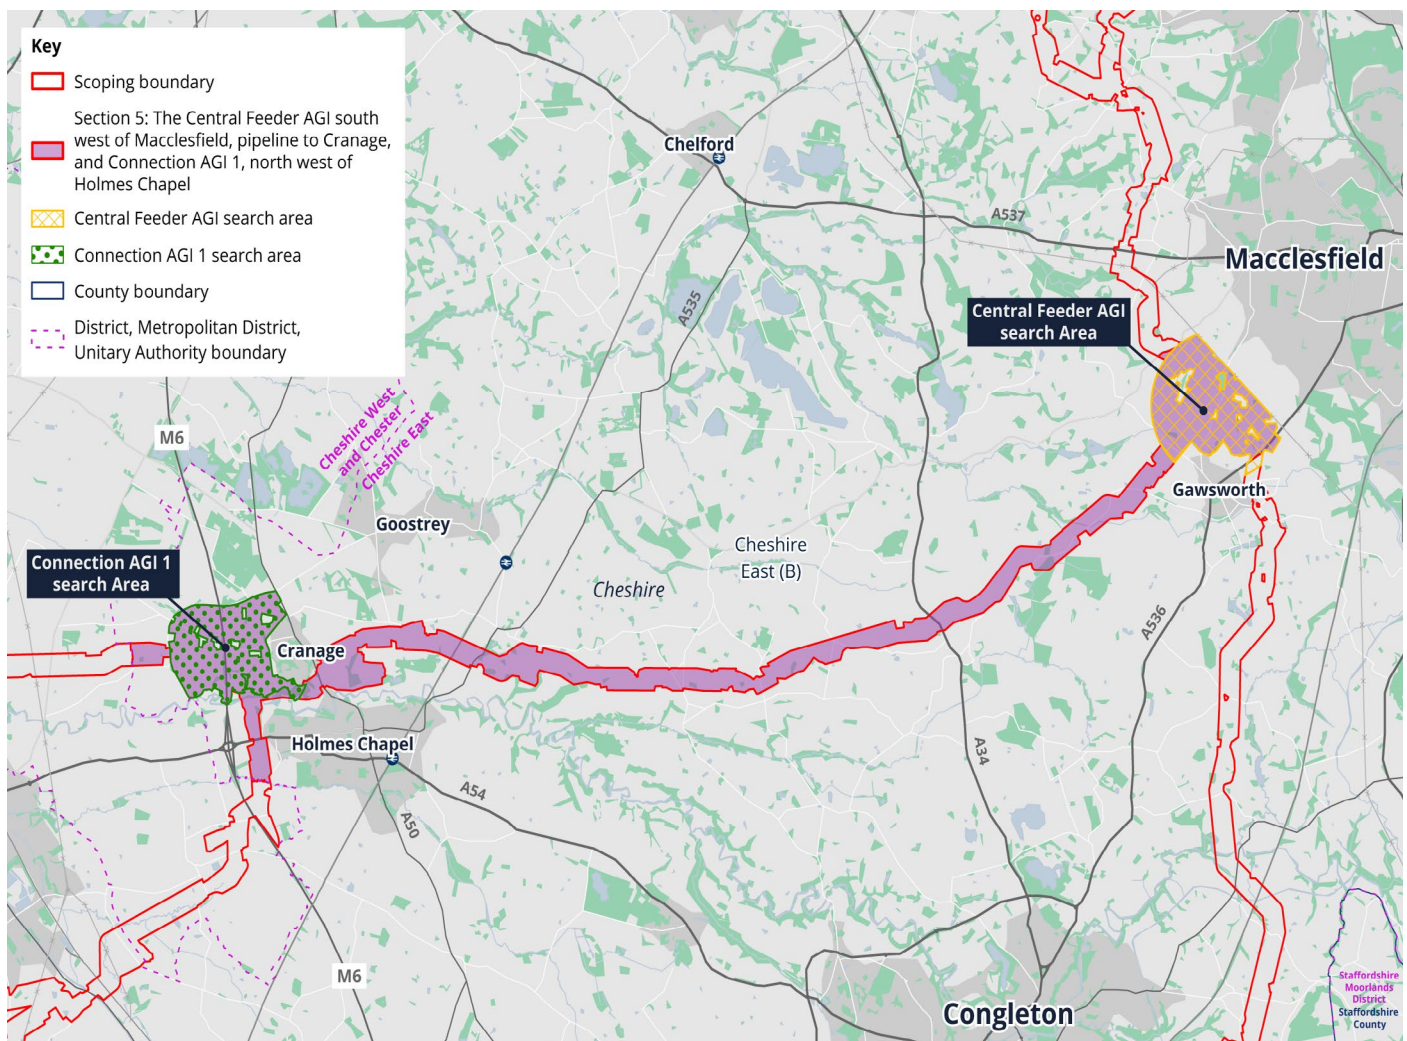 Key
Scoping boundary
Section 5: The Central Feeder AGI south
west of Macclesfield, pipeline to Cranage,
and Connection AGI 1, north west of
Holmes Chapel
Central Feeder AGI search area
Connection AGI 1 search area
County boundary
District, Metropolitan District,
Unitary Authority boundary
Chelford
A537
Macclesfield
A535
Central Feeder AGI
search Area
Cheshire West
and Chester
Cheshire East
M6
Gawsworth
Goostrey
Cheshire
East (B)
Cheshire
Connection AGI 1
search Area
Cranage
A536
Holmes Chapel
A34
A54
A50
M6
Congleton
Staffordshire
Moorlands
District
Staffordshire
County